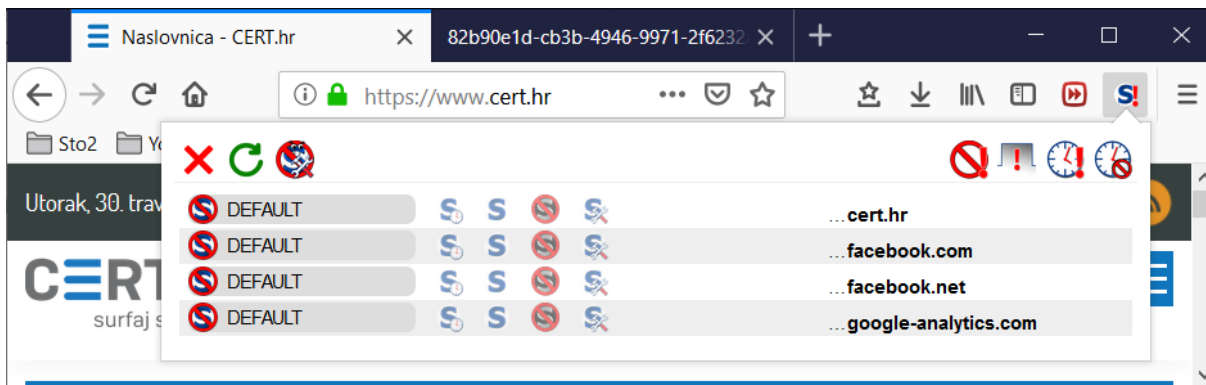 Naslovnica - CERT.hr
82b90e1d-cb3b-4946-9971-2f6232
https://www.cert.hr
Sto2
Utorak, 30. trav
DEFAULT ...cert.hr
DEFAULT ...facebook.com
DEFAULT ...facebook.net
DEFAULT ...google-analytics.com
CERT
surfaj s